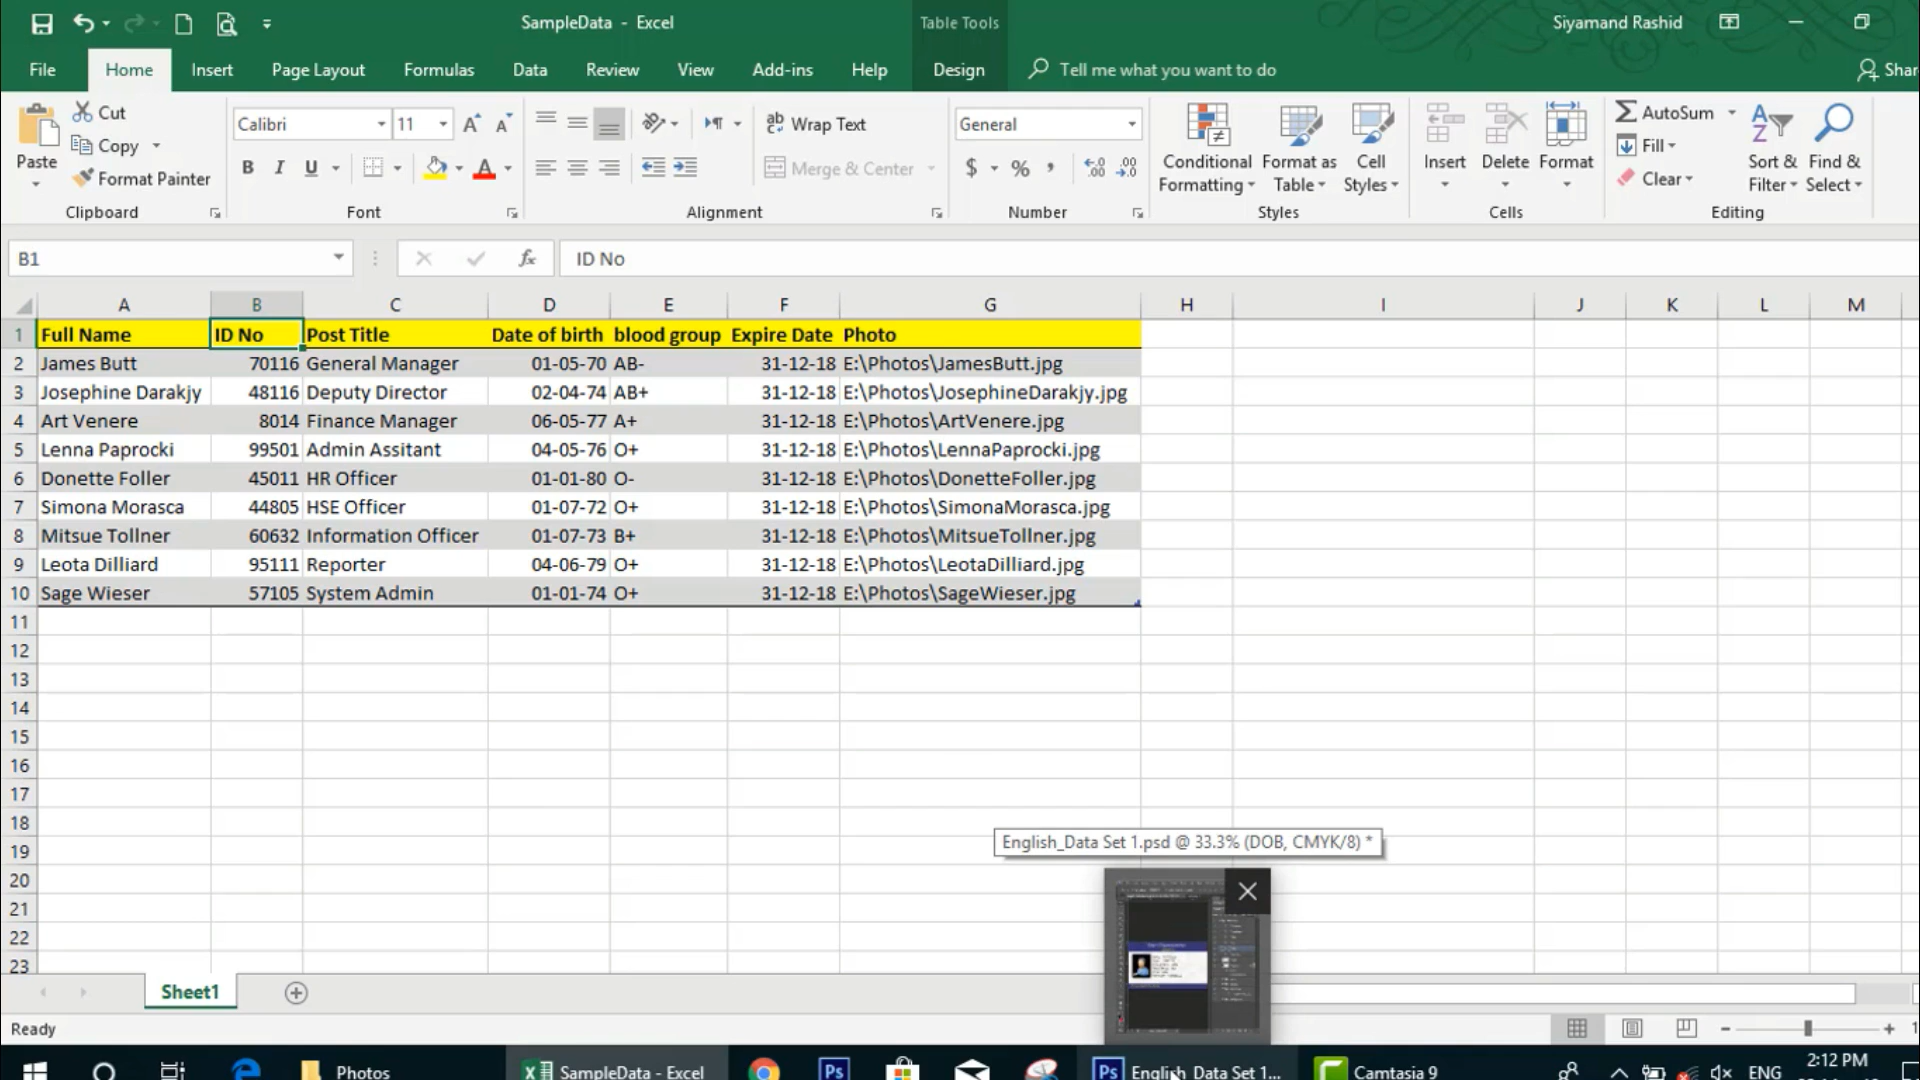 SampleData - Excel
Table Tools
Siyamand Rashid
File Home Insert Page Layout Formulas Data Review View Add-ins Help Design Tell me what you want to do Shar
Cut
Copy
Format Painter
Paste
Clipboard
Calibri 11
B I U
Font
Wrap Text
Merge & Center
Alignment
General
$ % ,
Number
Conditional Formatting
Format as Table
Cell Styles
Styles
Insert Delete Format
Cells
AutoSum
Fill
Clear
Sort & Filter
Find & Select
Editing
B1 fx ID No
A B C D E F G H I J K L M
1 Full Name ID No Post Title Date of birth blood group Expire Date Photo
2 James Butt 70116 General Manager 01-05-70 AB- 31-12-18 E:\Photos\JamesButt.jpg
3 Josephine Darakjy 48116 Deputy Director 02-04-74 AB+ 31-12-18 E:\Photos\JosephineDarakjy.jpg
4 Art Venere 8014 Finance Manager 06-05-77 A+ 31-12-18 E:\Photos\ArtVenere.jpg
5 Lenna Paprocki 99501 Admin Assitant 04-05-76 O+ 31-12-18 E:\Photos\LennaPaprocki.jpg
6 Donette Foller 45011 HR Officer 01-01-80 O- 31-12-18 E:\Photos\DonetteFoller.jpg
7 Simona Morasca 44805 HSE Officer 01-07-72 O+ 31-12-18 E:\Photos\SimonaMorasca.jpg
8 Mitsue Tollner 60632 Information Officer 01-07-73 B+ 31-12-18 E:\Photos\MitsueTollner.jpg
9 Leota Dilliard 95111 Reporter 04-06-79 O+ 31-12-18 E:\Photos\LeotaDilliard.jpg
10 Sage Wieser 57105 System Admin 01-01-74 O+ 31-12-18 E:\Photos\SageWieser.jpg
11
12
13
14
15
16
17
18
19
20
21
22
23
English_Data Set 1.psd @ 33.3% (DOB, CMYK/8) *
Sheet1
Ready
Photos
SampleData - Excel
Ps
Ps English_Data Set 1...
Camtasia 9
ENG
2:12 PM